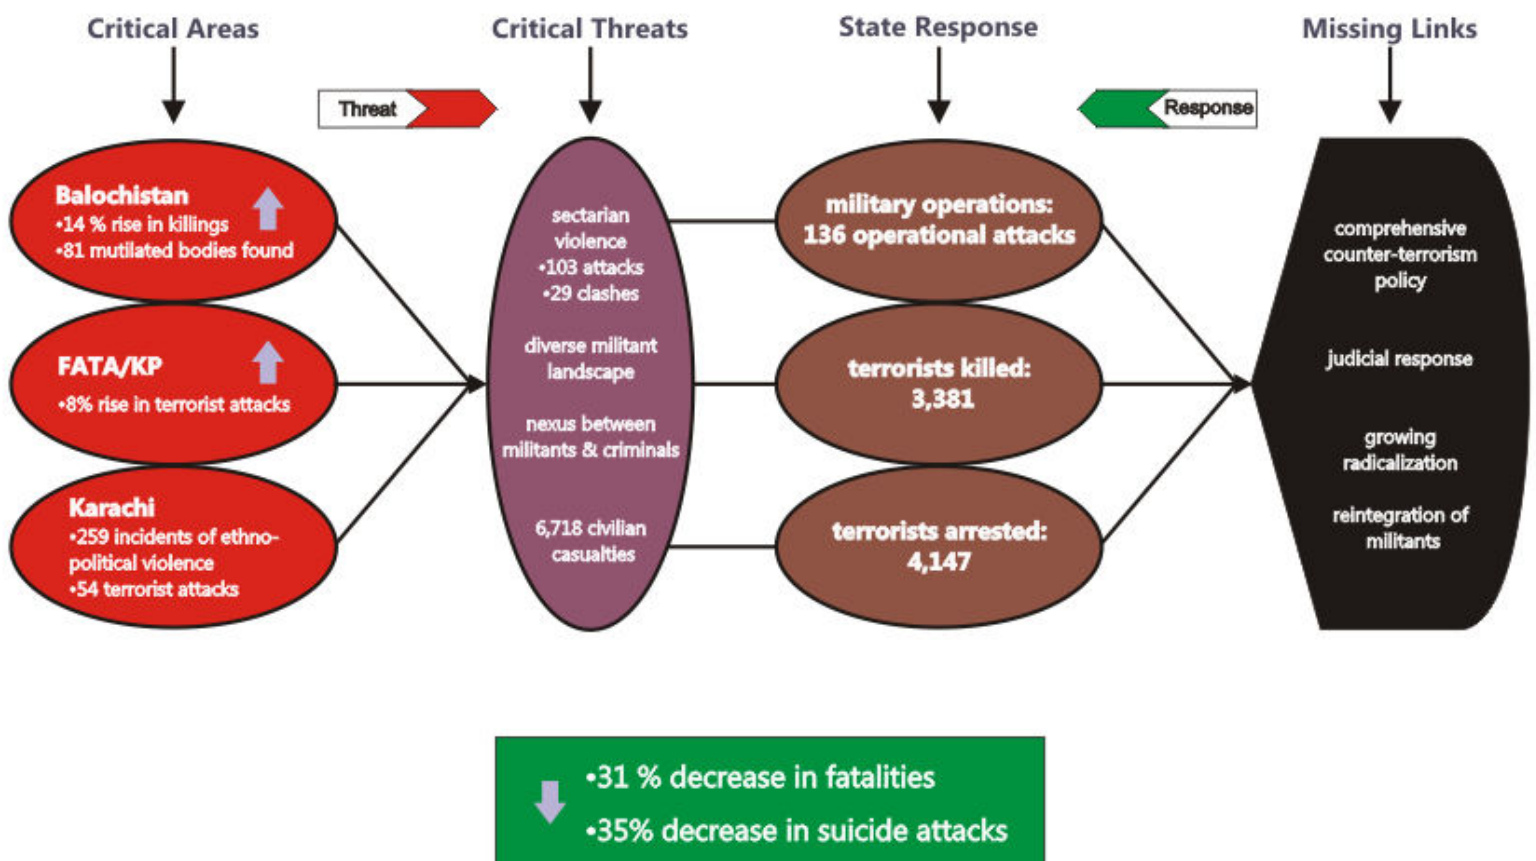 Critical Areas
Critical Threats
State Response
Missing Links
Threat
Response
Balochistan
•14 % rise in killings
•81 mutilated bodies found
FATA/KP
•8% rise in terrorist attacks
Karachi
•259 incidents of ethno-
political violence
•54 terrorist attacks
sectarian
violence
•103 attacks
•29 clashes
diverse militant
landscape
nexus between
militants & criminals
6,718 civilian
casualties
military operations:
136 operational attacks
terrorists killed:
3,381
terrorists arrested:
4,147
comprehensive
counter-terrorism
policy
judicial response
growing
radicalization
reintegration of
militants
•31 % decrease in fatalities
•35% decrease in suicide attacks